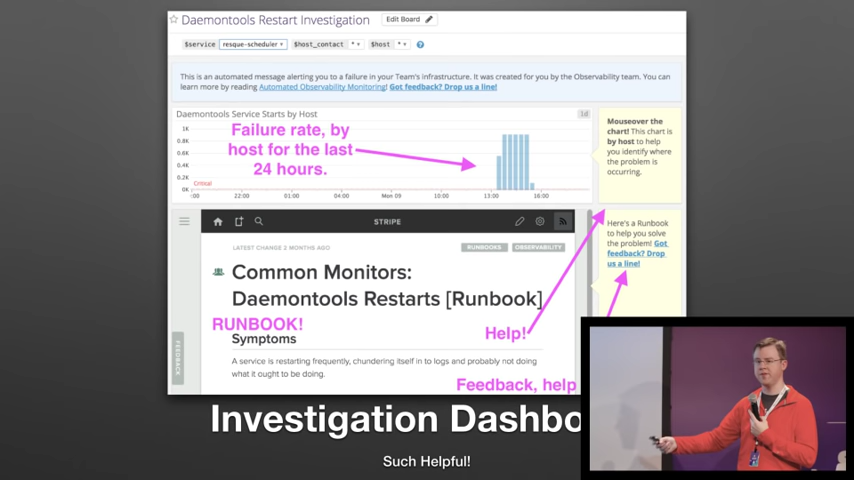 Daemontools Restart Investigation
Edit Board
$service resque-scheduler $host_contact * $host * ?
This is an automated message alerting you to a failure in your Team's infrastructure. It was created for you by the Observability team. You can
learn more by reading Automated Observability Monitoring! Got feedback? Drop us a line!
Daemontools Service Starts by Host
1d
1K
0.8K
0.6K
0.4K
0.2K
0K
Critical
:00 22:00 01:00 04:00 Mon 09 10:00 13:00 16:00
Failure rate, by
host for the last
24 hours.
Mouseover the
chart! This chart is
by host to help
you identify where
the problem is
occurring.
STRIPE
LATEST CHANGE 2 MONTHS AGO
RUNBOOKS OBSERVABILITY
Common Monitors:
Daemontools Restarts [Runbook]
RUNBOOK!
Symptoms
A service is restarting frequently, chundering itself in to logs and probably not doing
what it ought to be doing.
FEEDBACK
Here's a Runbook
to help you solve
the problem! Got
feedback? Drop
us a line!
Help!
Feedback, help
Investigation Dashbo
Such Helpful!